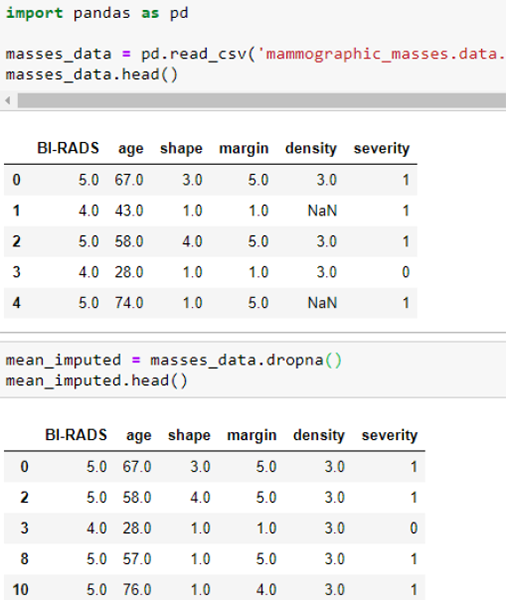 import pandas as pd
masses_data = pd.read_csv('mammographic_masses.data.
masses_data.head()
BI-RADS age shape margin density severity
0 5.0 67.0 3.0 5.0 3.0 1
1 4.0 43.0 1.0 1.0 NaN 1
2 5.0 58.0 4.0 5.0 3.0 1
3 4.0 28.0 1.0 1.0 3.0 0
4 5.0 74.0 1.0 5.0 NaN 1
mean_imputed = masses_data.dropna()
mean_imputed.head()
BI-RADS age shape margin density severity
0 5.0 67.0 3.0 5.0 3.0 1
2 5.0 58.0 4.0 5.0 3.0 1
3 4.0 28.0 1.0 1.0 3.0 0
8 5.0 57.0 1.0 5.0 3.0 1
10 5.0 76.0 1.0 4.0 3.0 1